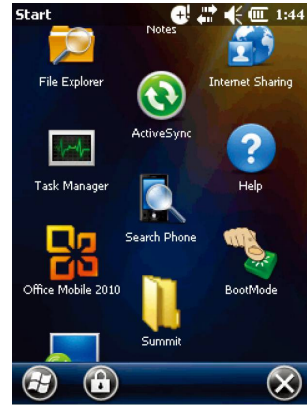 Start 1:44
Notes
File Explorer
Internet Sharing
ActiveSync
Task Manager
Help
Search Phone
Office Mobile 2010
BootMode
Summit